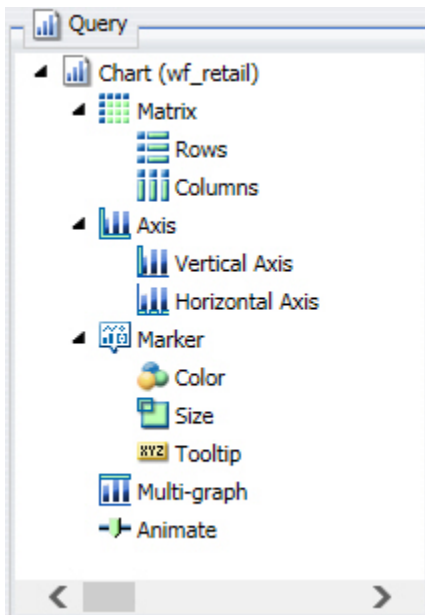 Query
Chart (wf_retail)
Matrix
Rows
Columns
Axis
Vertical Axis
Horizontal Axis
Marker
Color
Size
XYZ Tooltip
Multi-graph
Animate